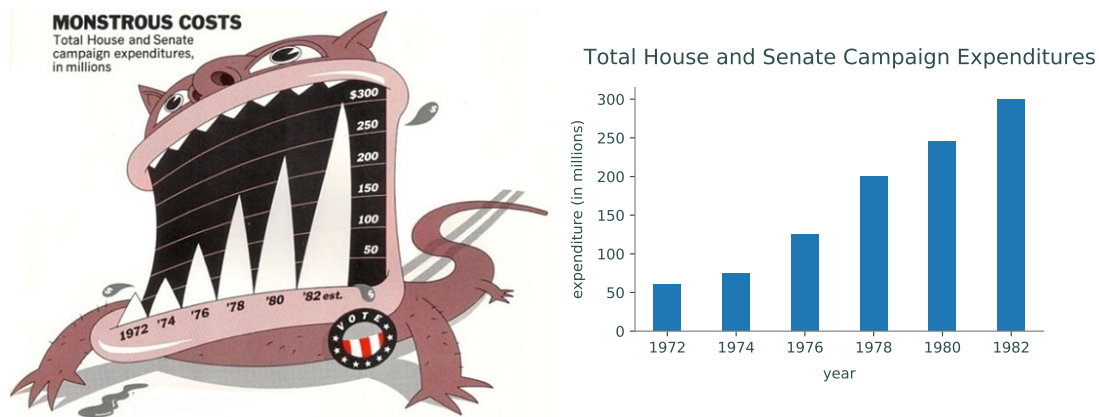 MONSTROUS COSTS
Total House and Senate
campaign expenditures,
in millions
$300
250
200
150
100
50
$
$
$
1972 '74 '76 '78 '80 '82 est.
VOTE
Total House and Senate Campaign Expenditures
expenditure (in millions)
300
250
200
150
100
50
0
1972 1974 1976 1978 1980 1982
year